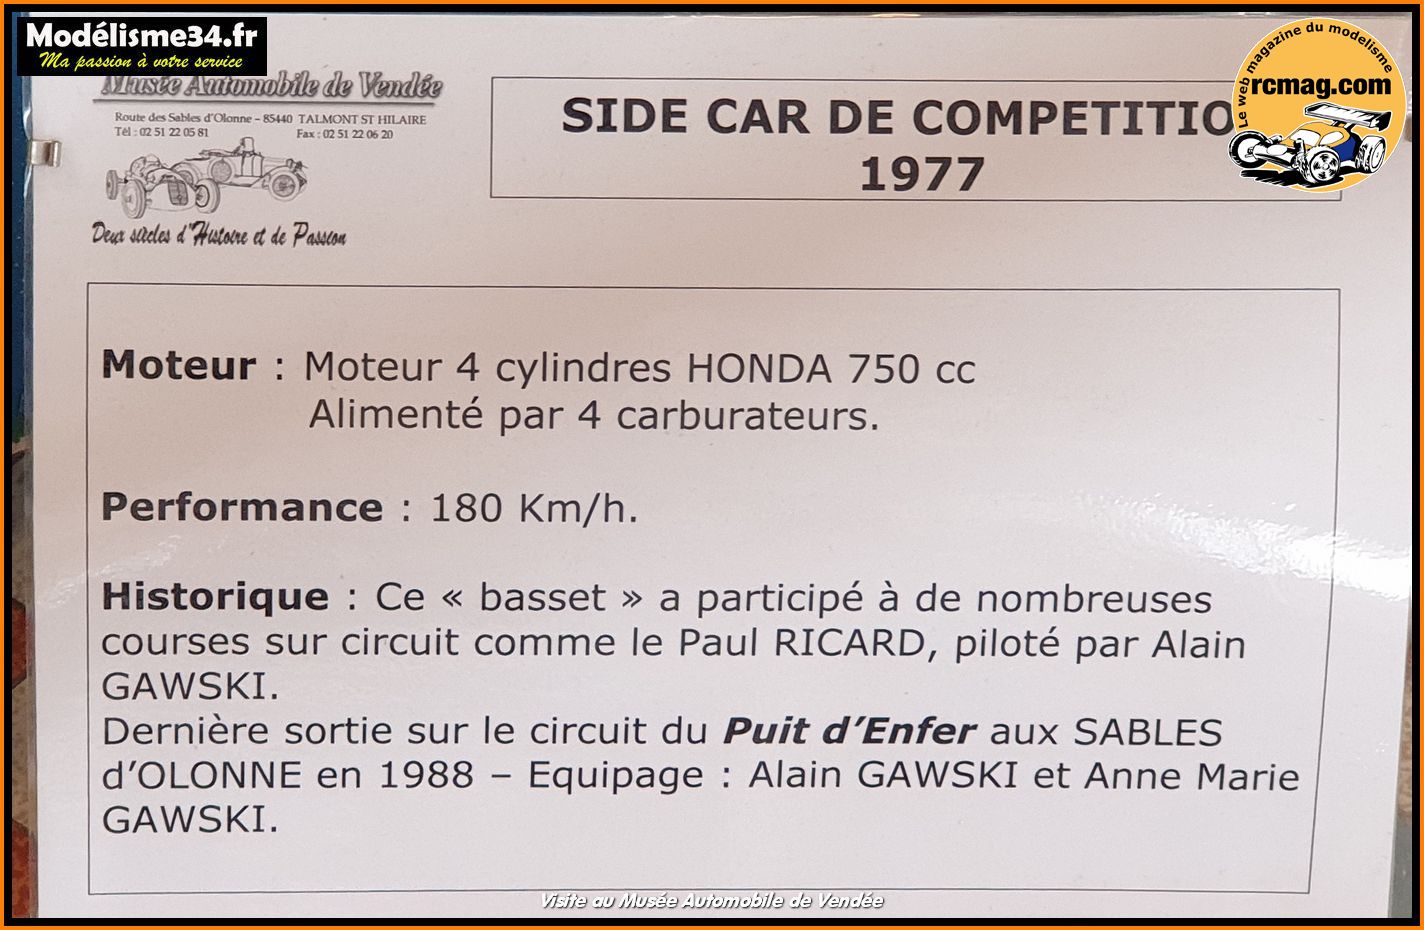 Modélisme34.fr
Ma passion à votre service
Le web magazine du modelisme
rcmag.com
Musée Automobile de Vendée
Route des Sables d'Olonne – 85440 TALMONT ST HILAIRE
Tél : 02 51 22 05 81 Fax : 02 51 22 06 20
Deux siècles d'Histoire et de Passion
SIDE CAR DE COMPETITIO
1977
Moteur : Moteur 4 cylindres HONDA 750 cc
Alimenté par 4 carburateurs.
Performance : 180 Km/h.
Historique : Ce « basset » a participé à de nombreuses
courses sur circuit comme le Paul RICARD, piloté par Alain
GAWSKI.
Dernière sortie sur le circuit du Puit d'Enfer aux SABLES
d'OLONNE en 1988 – Equipage : Alain GAWSKI et Anne Marie
GAWSKI.
Visite au Musée Automobile de Vendée